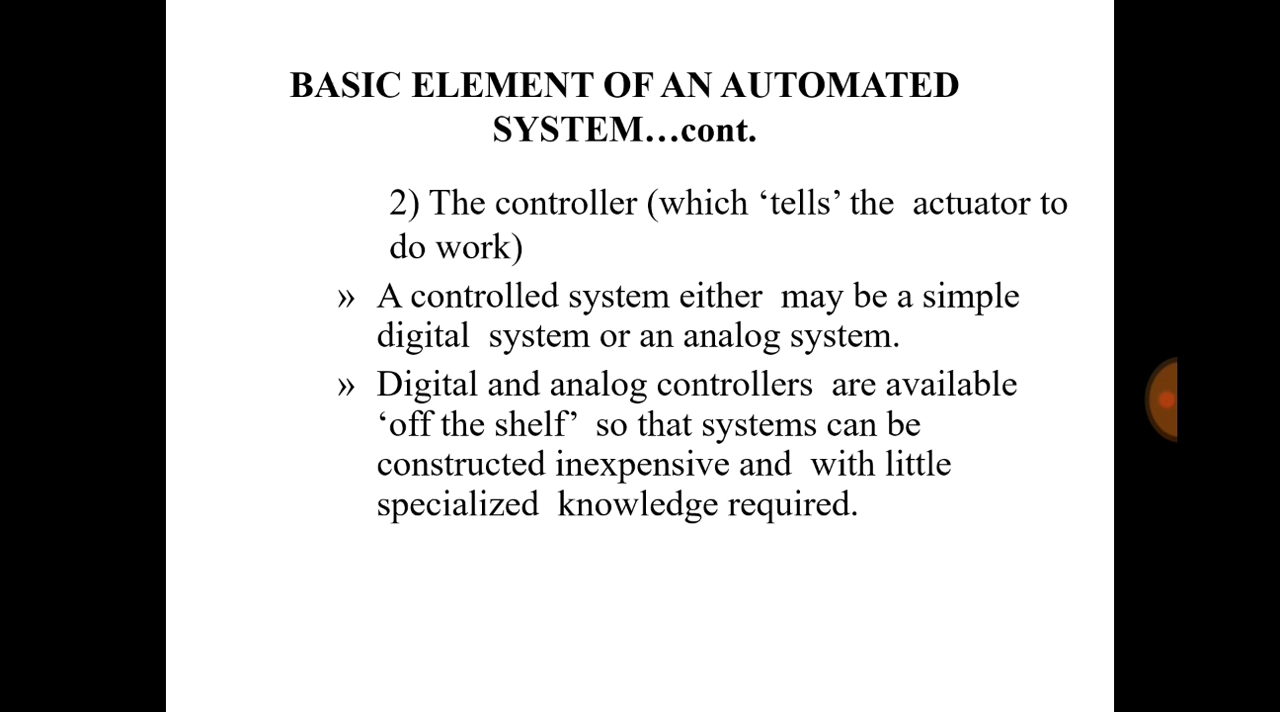 BASIC ELEMENT OF AN AUTOMATED
SYSTEM…cont.
2) The controller (which ‘tells’ the actuator to
do work)
» A controlled system either may be a simple
digital system or an analog system.
» Digital and analog controllers are available
‘off the shelf’ so that systems can be
constructed inexpensive and with little
specialized knowledge required.